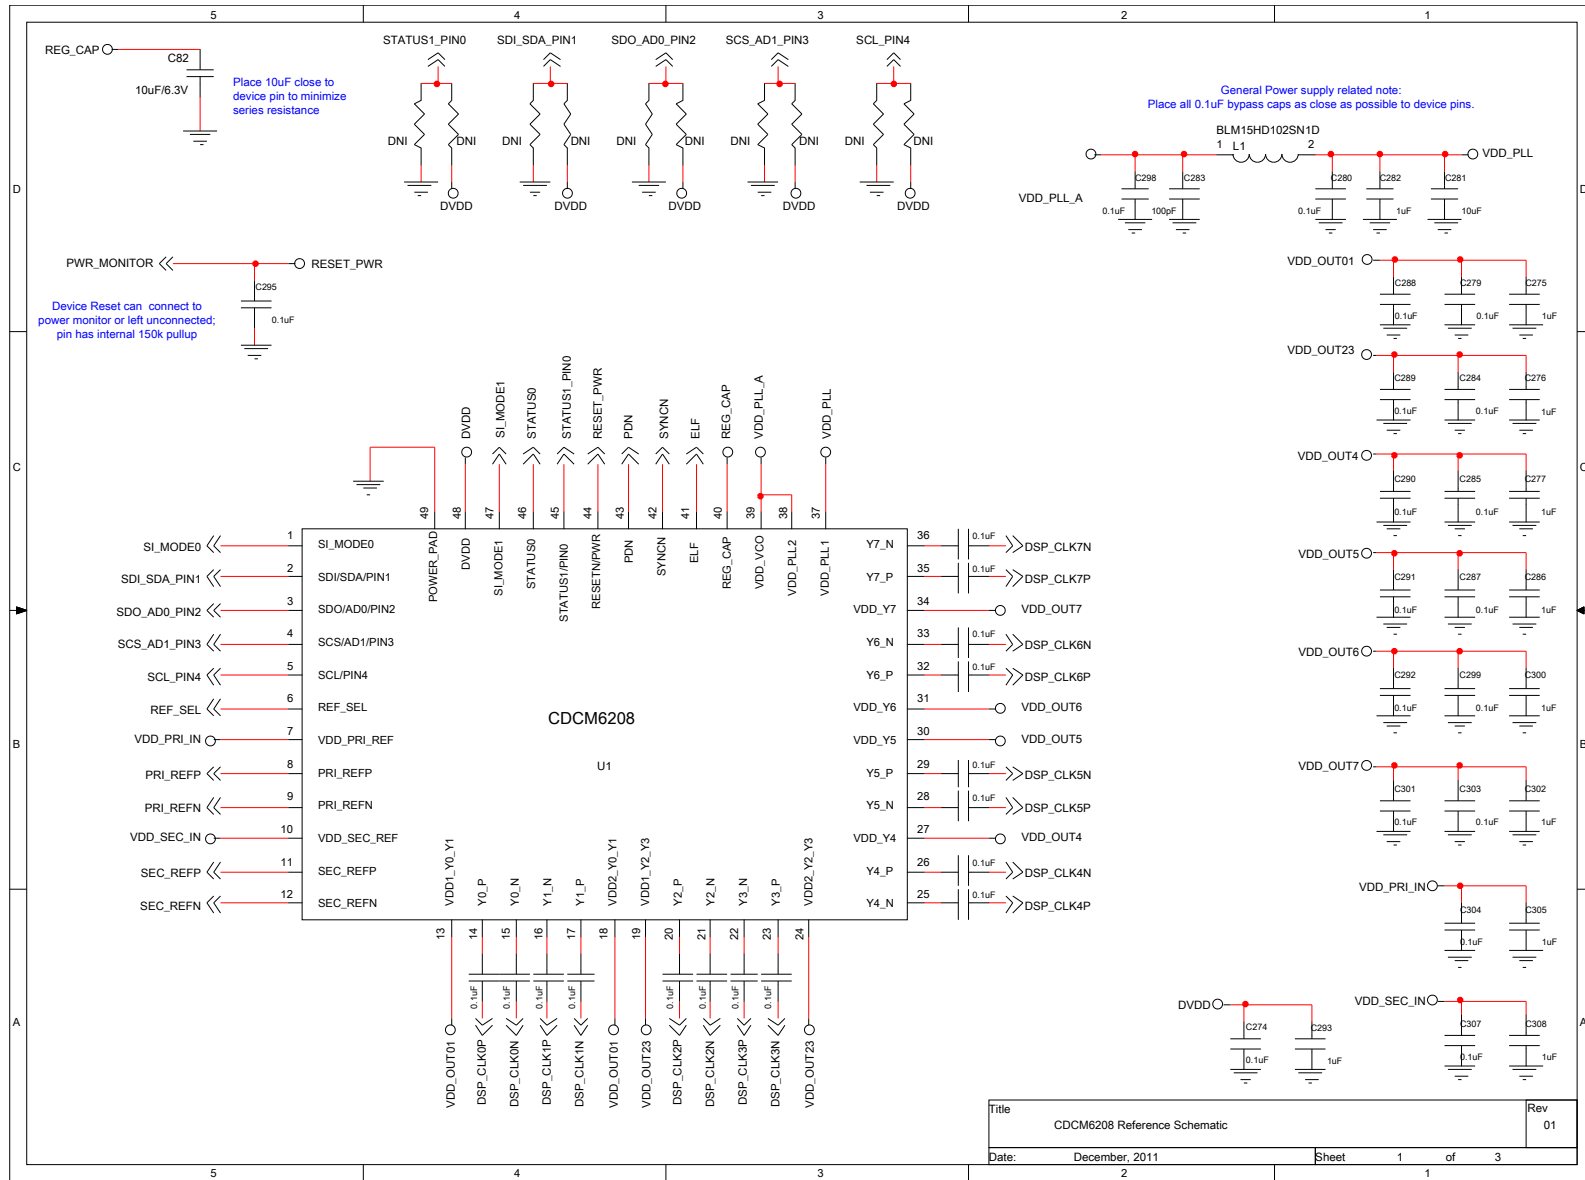 5 4 3 2 1
REG_CAP
C82
10uF/6.3V
Place 10uF close to
device pin to minimize
series resistance
STATUS1_PIN0 SDI_SDA_PIN1 SDO_AD0_PIN2 SCS_AD1_PIN3 SCL_PIN4
DNI DNI DNI DNI DNI DNI DNI DNI DNI DNI
DVDD DVDD DVDD DVDD DVDD
General Power supply related note:
Place all 0.1uF bypass caps as close as possible to device pins.
BLM15HD102SN1D
1 L1 2
VDD_PLL
VDD_PLL_A
C298 C283 C280 C282 C281
0.1uF 100pF 0.1uF 1uF 10uF
D D
PWR_MONITOR
RESET_PWR
C295
0.1uF
Device Reset can connect to
power monitor or left unconnected;
pin has internal 150k pullup
VDD_OUT01
C288 C279 C275
0.1uF 0.1uF 1uF
VDD_OUT23
C289 C284 C276
0.1uF 0.1uF 1uF
VDD_OUT4
C290 C285 C277
0.1uF 0.1uF 1uF
VDD_OUT5
C291 C287 C286
0.1uF 0.1uF 1uF
VDD_OUT6
C292 C299 C300
0.1uF 0.1uF 1uF
VDD_OUT7
C301 C303 C302
0.1uF 0.1uF 1uF
VDD_PRI_IN
C304 C305
0.1uF 1uF
VDD_SEC_IN
C307 C308
0.1uF 1uF
DVDD
C274 C293
0.1uF 1uF
C C
DVDD SI_MODE1 STATUS0 STATUS1_PIN0 RESET_PWR PDN SYNCN ELF REG_CAP VDD_PLL_A VDD_PLL
49 48 47 46 45 44 43 42 41 40 39 38 37
POWER_PAD DVDD SI_MODE1 STATUS0 STATUS1/PIN0 RESETN/PWR PDN SYNCN ELF REG_CAP VDD_VCO VDD_PLL2 VDD_PLL1
SI_MODE0 1 SI_MODE0
SDI_SDA_PIN1 2 SDI/SDA/PIN1
SDO_AD0_PIN2 3 SDO/AD0/PIN2
SCS_AD1_PIN3 4 SCS/AD1/PIN3
SCL_PIN4 5 SCL/PIN4
REF_SEL 6 REF_SEL
VDD_PRI_IN 7 VDD_PRI_REF
PRI_REFP 8 PRI_REFP
PRI_REFN 9 PRI_REFN
VDD_SEC_IN 10 VDD_SEC_REF
SEC_REFP 11 SEC_REFP
SEC_REFN 12 SEC_REFN
CDCM6208
U1
Y7_N 36 0.1uF DSP_CLK7N
Y7_P 35 0.1uF DSP_CLK7P
VDD_Y7 34 VDD_OUT7
Y6_N 33 0.1uF DSP_CLK6N
Y6_P 32 0.1uF DSP_CLK6P
VDD_Y6 31 VDD_OUT6
VDD_Y5 30 VDD_OUT5
Y5_P 29 0.1uF DSP_CLK5N
Y5_N 28 0.1uF DSP_CLK5P
VDD_Y4 27 VDD_OUT4
Y4_P 26 0.1uF DSP_CLK4N
Y4_N 25 0.1uF DSP_CLK4P
B B
VDD1_Y0_Y1 Y0_P Y0_N Y1_N Y1_P VDD2_Y0_Y1 VDD1_Y2_Y3 Y2_P Y2_N Y3_N Y3_P VDD2_Y2_Y3
13 14 15 16 17 18 19 20 21 22 23 24
0.1uF 0.1uF 0.1uF 0.1uF 0.1uF 0.1uF 0.1uF 0.1uF
VDD_OUT01 DSP_CLK0P DSP_CLK0N DSP_CLK1P DSP_CLK1N VDD_OUT01 VDD_OUT23 DSP_CLK2P DSP_CLK2N DSP_CLK3P DSP_CLK3N VDD_OUT23
A A
Title
CDCM6208 Reference Schematic
Rev
01
Date: December, 2011
Sheet 1 of 3
5 4 3 2 1